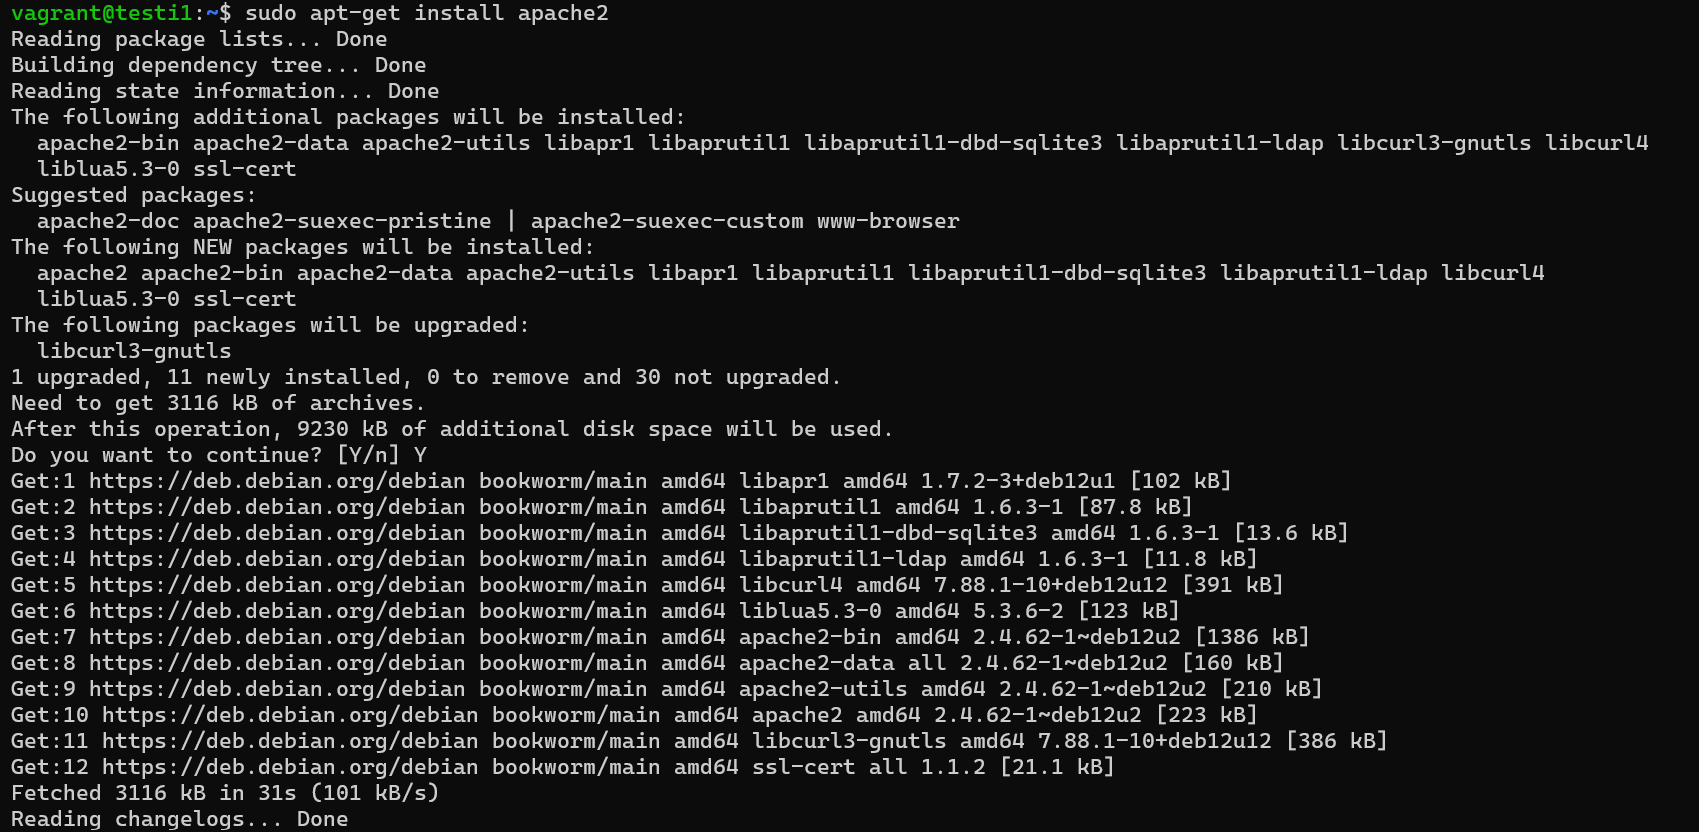 vagrant@testi1:~$ sudo apt-get install apache2
Reading package lists... Done
Building dependency tree... Done
Reading state information... Done
The following additional packages will be installed:
  apache2-bin apache2-data apache2-utils libapr1 libaprutil1 libaprutil1-dbd-sqlite3 libaprutil1-ldap libcurl3-gnutls libcurl4
  liblua5.3-0 ssl-cert
Suggested packages:
  apache2-doc apache2-suexec-pristine | apache2-suexec-custom www-browser
The following NEW packages will be installed:
  apache2 apache2-bin apache2-data apache2-utils libapr1 libaprutil1 libaprutil1-dbd-sqlite3 libaprutil1-ldap libcurl4
  liblua5.3-0 ssl-cert
The following packages will be upgraded:
  libcurl3-gnutls
1 upgraded, 11 newly installed, 0 to remove and 30 not upgraded.
Need to get 3116 kB of archives.
After this operation, 9230 kB of additional disk space will be used.
Do you want to continue? [Y/n] Y
Get:1 https://deb.debian.org/debian bookworm/main amd64 libapr1 amd64 1.7.2-3+deb12u1 [102 kB]
Get:2 https://deb.debian.org/debian bookworm/main amd64 libaprutil1 amd64 1.6.3-1 [87.8 kB]
Get:3 https://deb.debian.org/debian bookworm/main amd64 libaprutil1-dbd-sqlite3 amd64 1.6.3-1 [13.6 kB]
Get:4 https://deb.debian.org/debian bookworm/main amd64 libaprutil1-ldap amd64 1.6.3-1 [11.8 kB]
Get:5 https://deb.debian.org/debian bookworm/main amd64 libcurl4 amd64 7.88.1-10+deb12u12 [391 kB]
Get:6 https://deb.debian.org/debian bookworm/main amd64 liblua5.3-0 amd64 5.3.6-2 [123 kB]
Get:7 https://deb.debian.org/debian bookworm/main amd64 apache2-bin amd64 2.4.62-1~deb12u2 [1386 kB]
Get:8 https://deb.debian.org/debian bookworm/main amd64 apache2-data all 2.4.62-1~deb12u2 [160 kB]
Get:9 https://deb.debian.org/debian bookworm/main amd64 apache2-utils amd64 2.4.62-1~deb12u2 [210 kB]
Get:10 https://deb.debian.org/debian bookworm/main amd64 apache2 amd64 2.4.62-1~deb12u2 [223 kB]
Get:11 https://deb.debian.org/debian bookworm/main amd64 libcurl3-gnutls amd64 7.88.1-10+deb12u12 [386 kB]
Get:12 https://deb.debian.org/debian bookworm/main amd64 ssl-cert all 1.1.2 [21.1 kB]
Fetched 3116 kB in 31s (101 kB/s)
Reading changelogs... Done